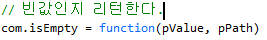 // 빈값인지 리턴한다.
com.isEmpty = function(pValue, pPath)